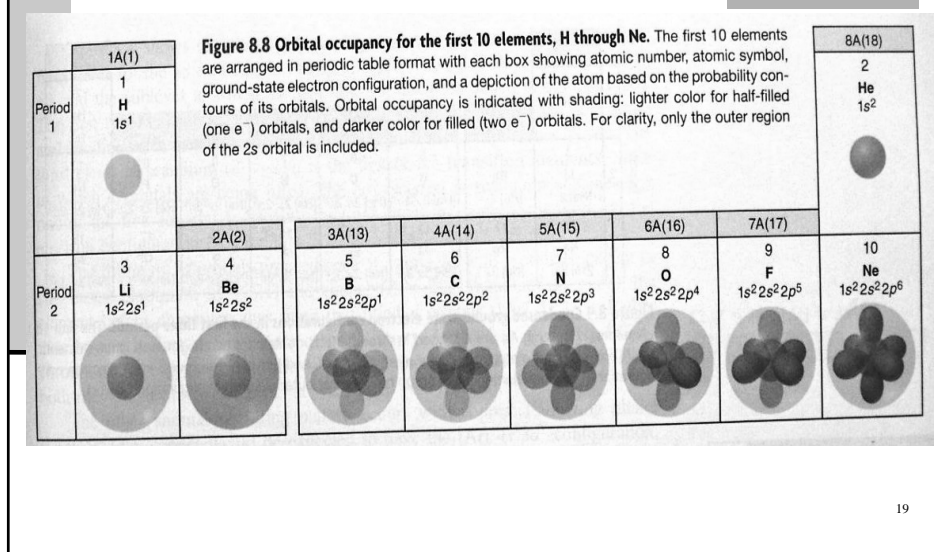 1A(1)
Figure 8.8 Orbital occupancy for the first 10 elements, H through Ne. The first 10 elements
are arranged in periodic table format with each box showing atomic number, atomic symbol,
ground-state electron configuration, and a depiction of the atom based on the probability con-
tours of its orbitals. Orbital occupancy is indicated with shading: lighter color for half-filled
(one e⁻) orbitals, and darker color for filled (two e⁻) orbitals. For clarity, only the outer region
of the 2s orbital is included.
8A(18)
Period
1
1
H
1s¹
2
He
1s²
2A(2)
3A(13)
4A(14)
5A(15)
6A(16)
7A(17)
Period
2
3
Li
1s²2s¹
4
Be
1s²2s²
5
B
1s²2s²2p¹
6
C
1s²2s²2p²
7
N
1s²2s²2p³
8
O
1s²2s²2p⁴
9
F
1s²2s²2p⁵
10
Ne
1s²2s²2p⁶
19